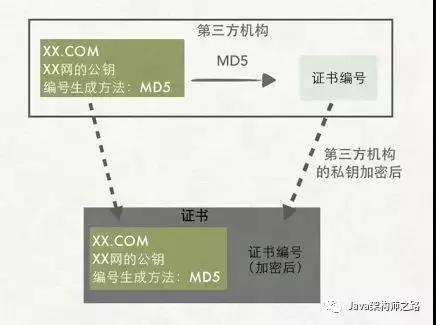 第三方机构
XX.COM
XX网的公钥
编号生成方法：MD5
MD5
证书编号
第三方机构
的私钥加密后
证书
XX.COM
XX网的公钥
编号生成方法：MD5
证书编号
（加密后）
Java架构师之路